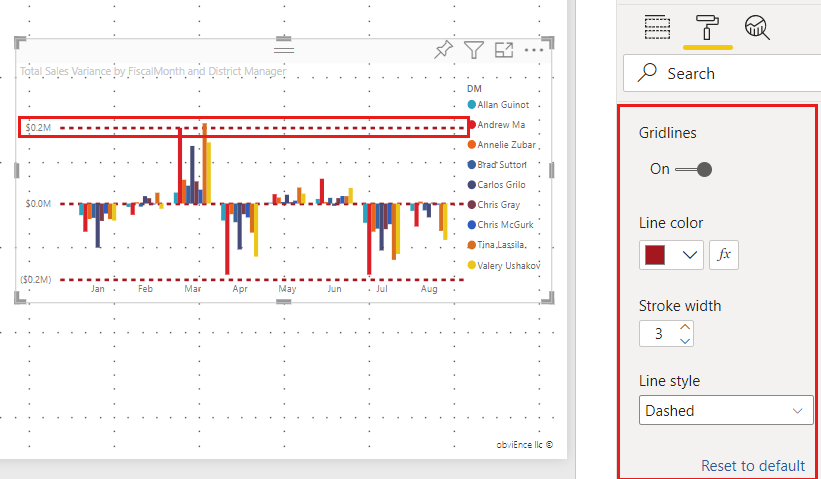 Total Sales Variance by FiscalMonth and District Manager
DM
Allan Guinot
Andrew Ma
Annelie Zubar
Brad Suttorf
Carlos Grilo
Chris Gray
Chris McGurk
Tina Lassila
Valery Ushakov
$0.2M
$0.0M
($0.2M)
Jan Feb Mar Apr May Jun Jul Aug
obviEnce llc ©
Search
Gridlines
On
Line color
fx
Stroke width
3
Line style
Dashed
Reset to default